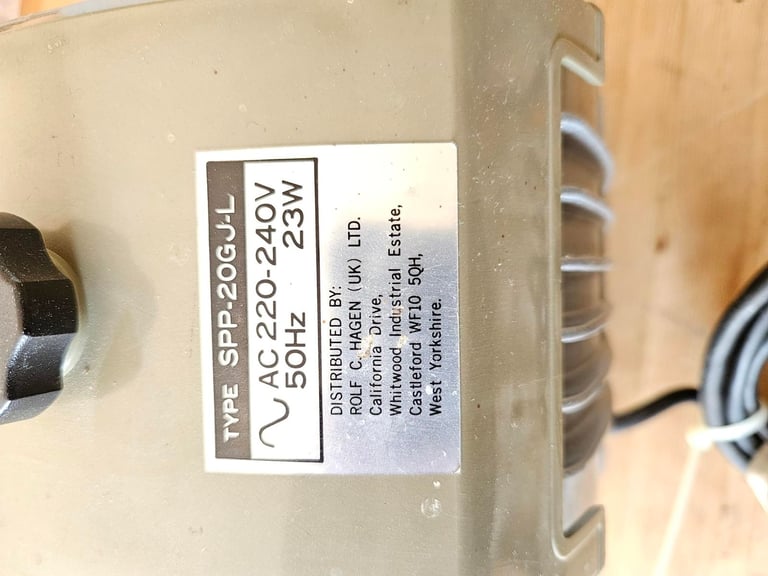 TYPE SPP-20GJ-L
AC 220-240V
50Hz 23W
DISTRIBUTED BY:
ROLF C. HAGEN (UK) LTD.
California Drive,
Whitwood Industrial Estate,
Castleford WF10 5QH,
West Yorkshire.